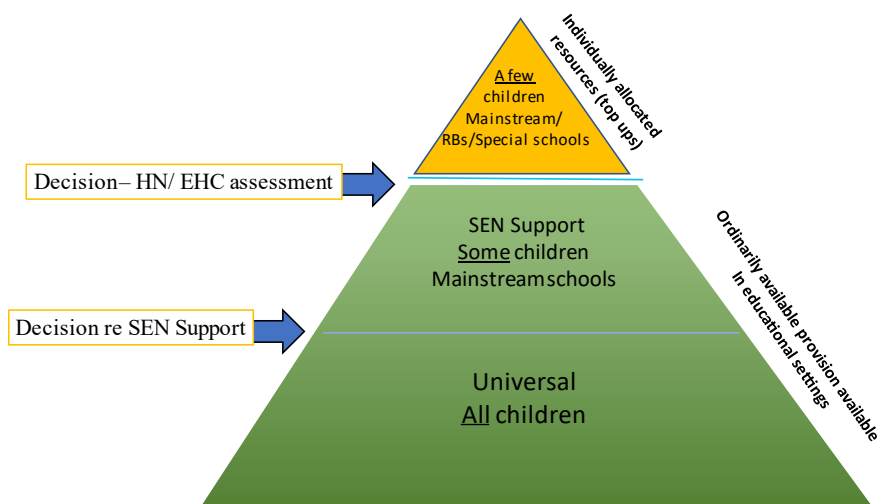 A few
children
Mainstream/
RBs/Special schools
Individually allocated
resources (top ups)
Decision– HN/ EHC assessment
SEN Support
Some children
Mainstreamschools
Ordinarily available provision available
In educational settings
Decision re SEN Support
Universal
All children